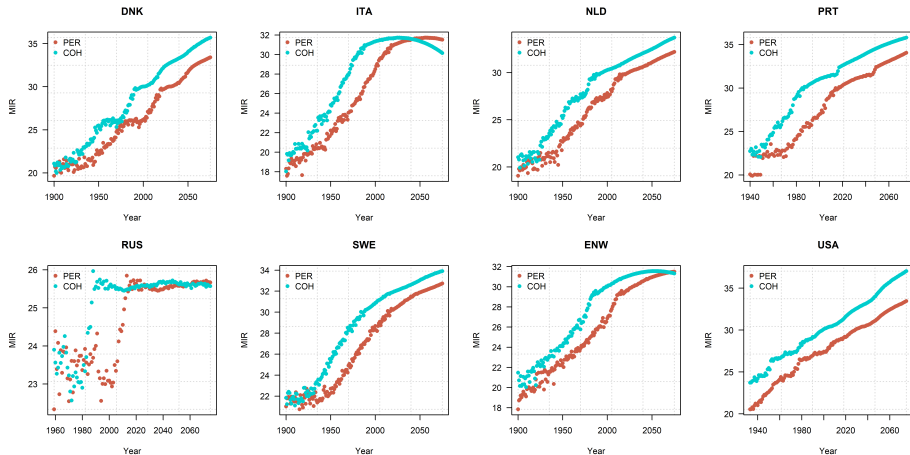 DNK
MIR
35
30
25
20
PER
COH
1900
1950
2000
2050
Year
ITA
MIR
32
30
28
26
24
22
20
18
PER
COH
1900
1950
2000
2050
Year
NLD
MIR
30
25
20
PER
COH
1900
1950
2000
2050
Year
PRT
MIR
35
30
25
20
PER
COH
1940
1960
1980
2020
2060
Year
RUS
MIR
26
25
24
23
PER
COH
1960
1980
2000
2020
2040
2060
Year
SWE
MIR
34
32
30
28
26
24
22
PER
COH
1900
1950
2000
2050
Year
ENW
MIR
32
30
28
26
24
22
20
18
PER
COH
1900
1950
2000
2050
Year
USA
MIR
35
30
25
20
PER
COH
1940
1980
2020
2060
Year